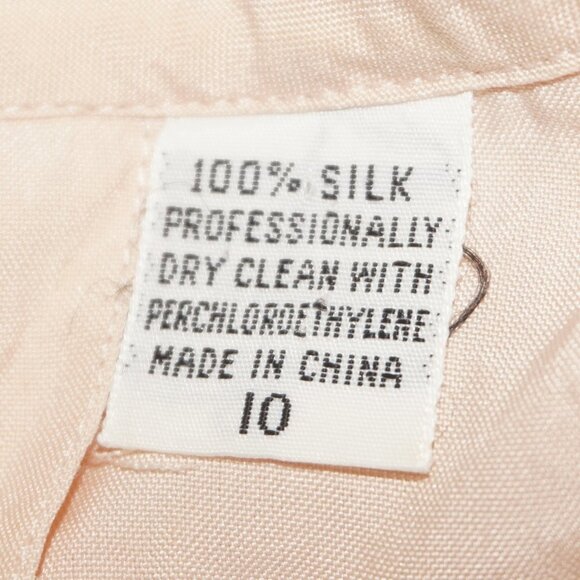 100% SILK
PROFESSIONALLY
DRY CLEAN WITH
PERCHLOROETHYLENE
MADE IN CHINA
10